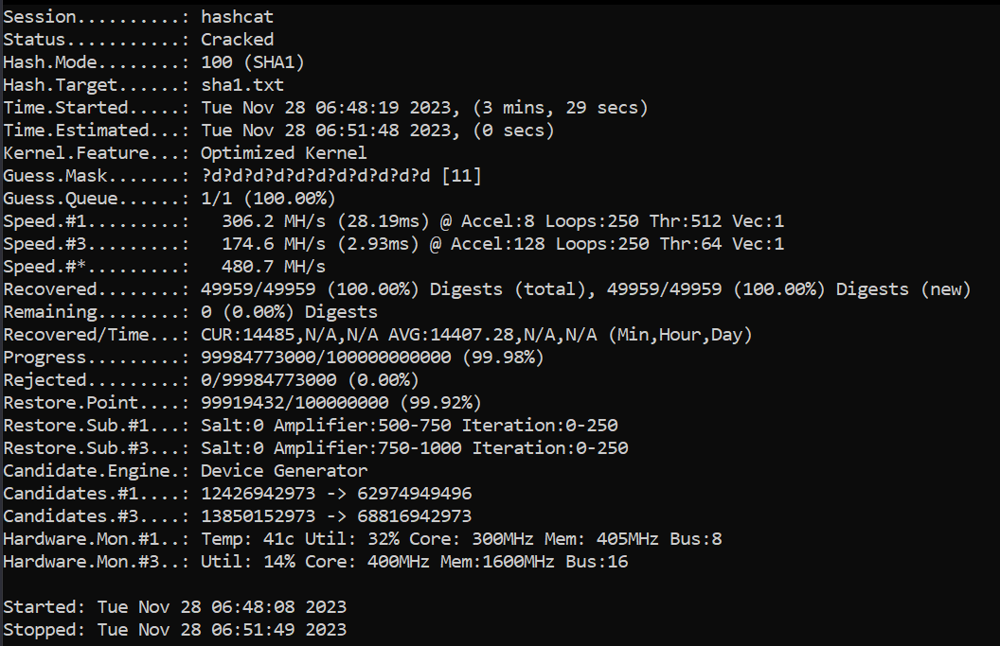 Session..........: hashcat
Status...........: Cracked
Hash.Mode........: 100 (SHA1)
Hash.Target......: sha1.txt
Time.Started.....: Tue Nov 28 06:48:19 2023, (3 mins, 29 secs)
Time.Estimated...: Tue Nov 28 06:51:48 2023, (0 secs)
Kernel.Feature...: Optimized Kernel
Guess.Mask.......: ?d?d?d?d?d?d?d?d?d?d?d [11]
Guess.Queue......: 1/1 (100.00%)
Speed.#1.........:   306.2 MH/s (28.19ms) @ Accel:8 Loops:250 Thr:512 Vec:1
Speed.#3.........:   174.6 MH/s (2.93ms) @ Accel:128 Loops:250 Thr:64 Vec:1
Speed.#*.........:   480.7 MH/s
Recovered........: 49959/49959 (100.00%) Digests (total), 49959/49959 (100.00%) Digests (new)
Remaining........: 0 (0.00%) Digests
Recovered/Time...: CUR:14485,N/A,N/A AVG:14407.28,N/A,N/A (Min,Hour,Day)
Progress.........: 99984773000/100000000000 (99.98%)
Rejected.........: 0/99984773000 (0.00%)
Restore.Point....: 99919432/100000000 (99.92%)
Restore.Sub.#1...: Salt:0 Amplifier:500-750 Iteration:0-250
Restore.Sub.#3...: Salt:0 Amplifier:750-1000 Iteration:0-250
Candidate.Engine.: Device Generator
Candidates.#1....: 12426942973 -> 62974949496
Candidates.#3....: 13850152973 -> 68816942973
Hardware.Mon.#1..: Temp: 41c Util: 32% Core: 300MHz Mem: 405MHz Bus:8
Hardware.Mon.#3..: Util: 14% Core: 400MHz Mem:1600MHz Bus:16

Started: Tue Nov 28 06:48:08 2023
Stopped: Tue Nov 28 06:51:49 2023